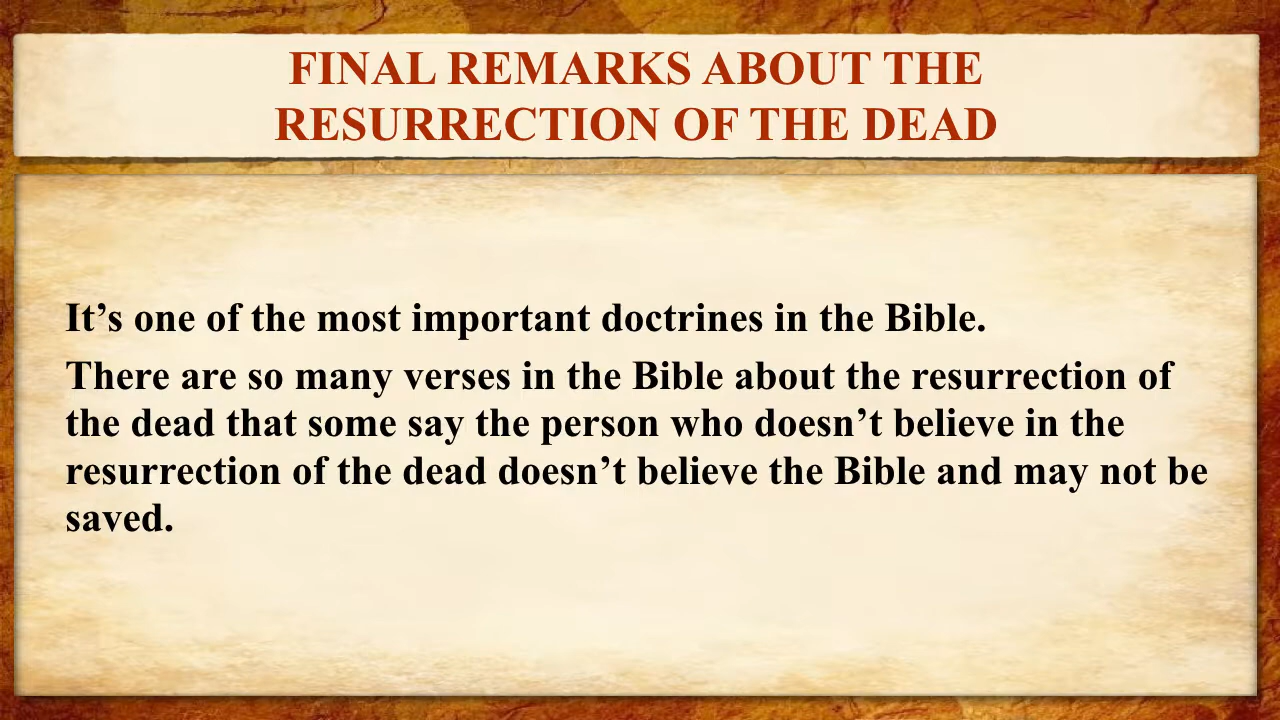 FINAL REMARKS ABOUT THE
RESURRECTION OF THE DEAD
It’s one of the most important doctrines in the Bible.
There are so many verses in the Bible about the resurrection of
the dead that some say the person who doesn’t believe in the
resurrection of the dead doesn’t believe the Bible and may not be
saved.